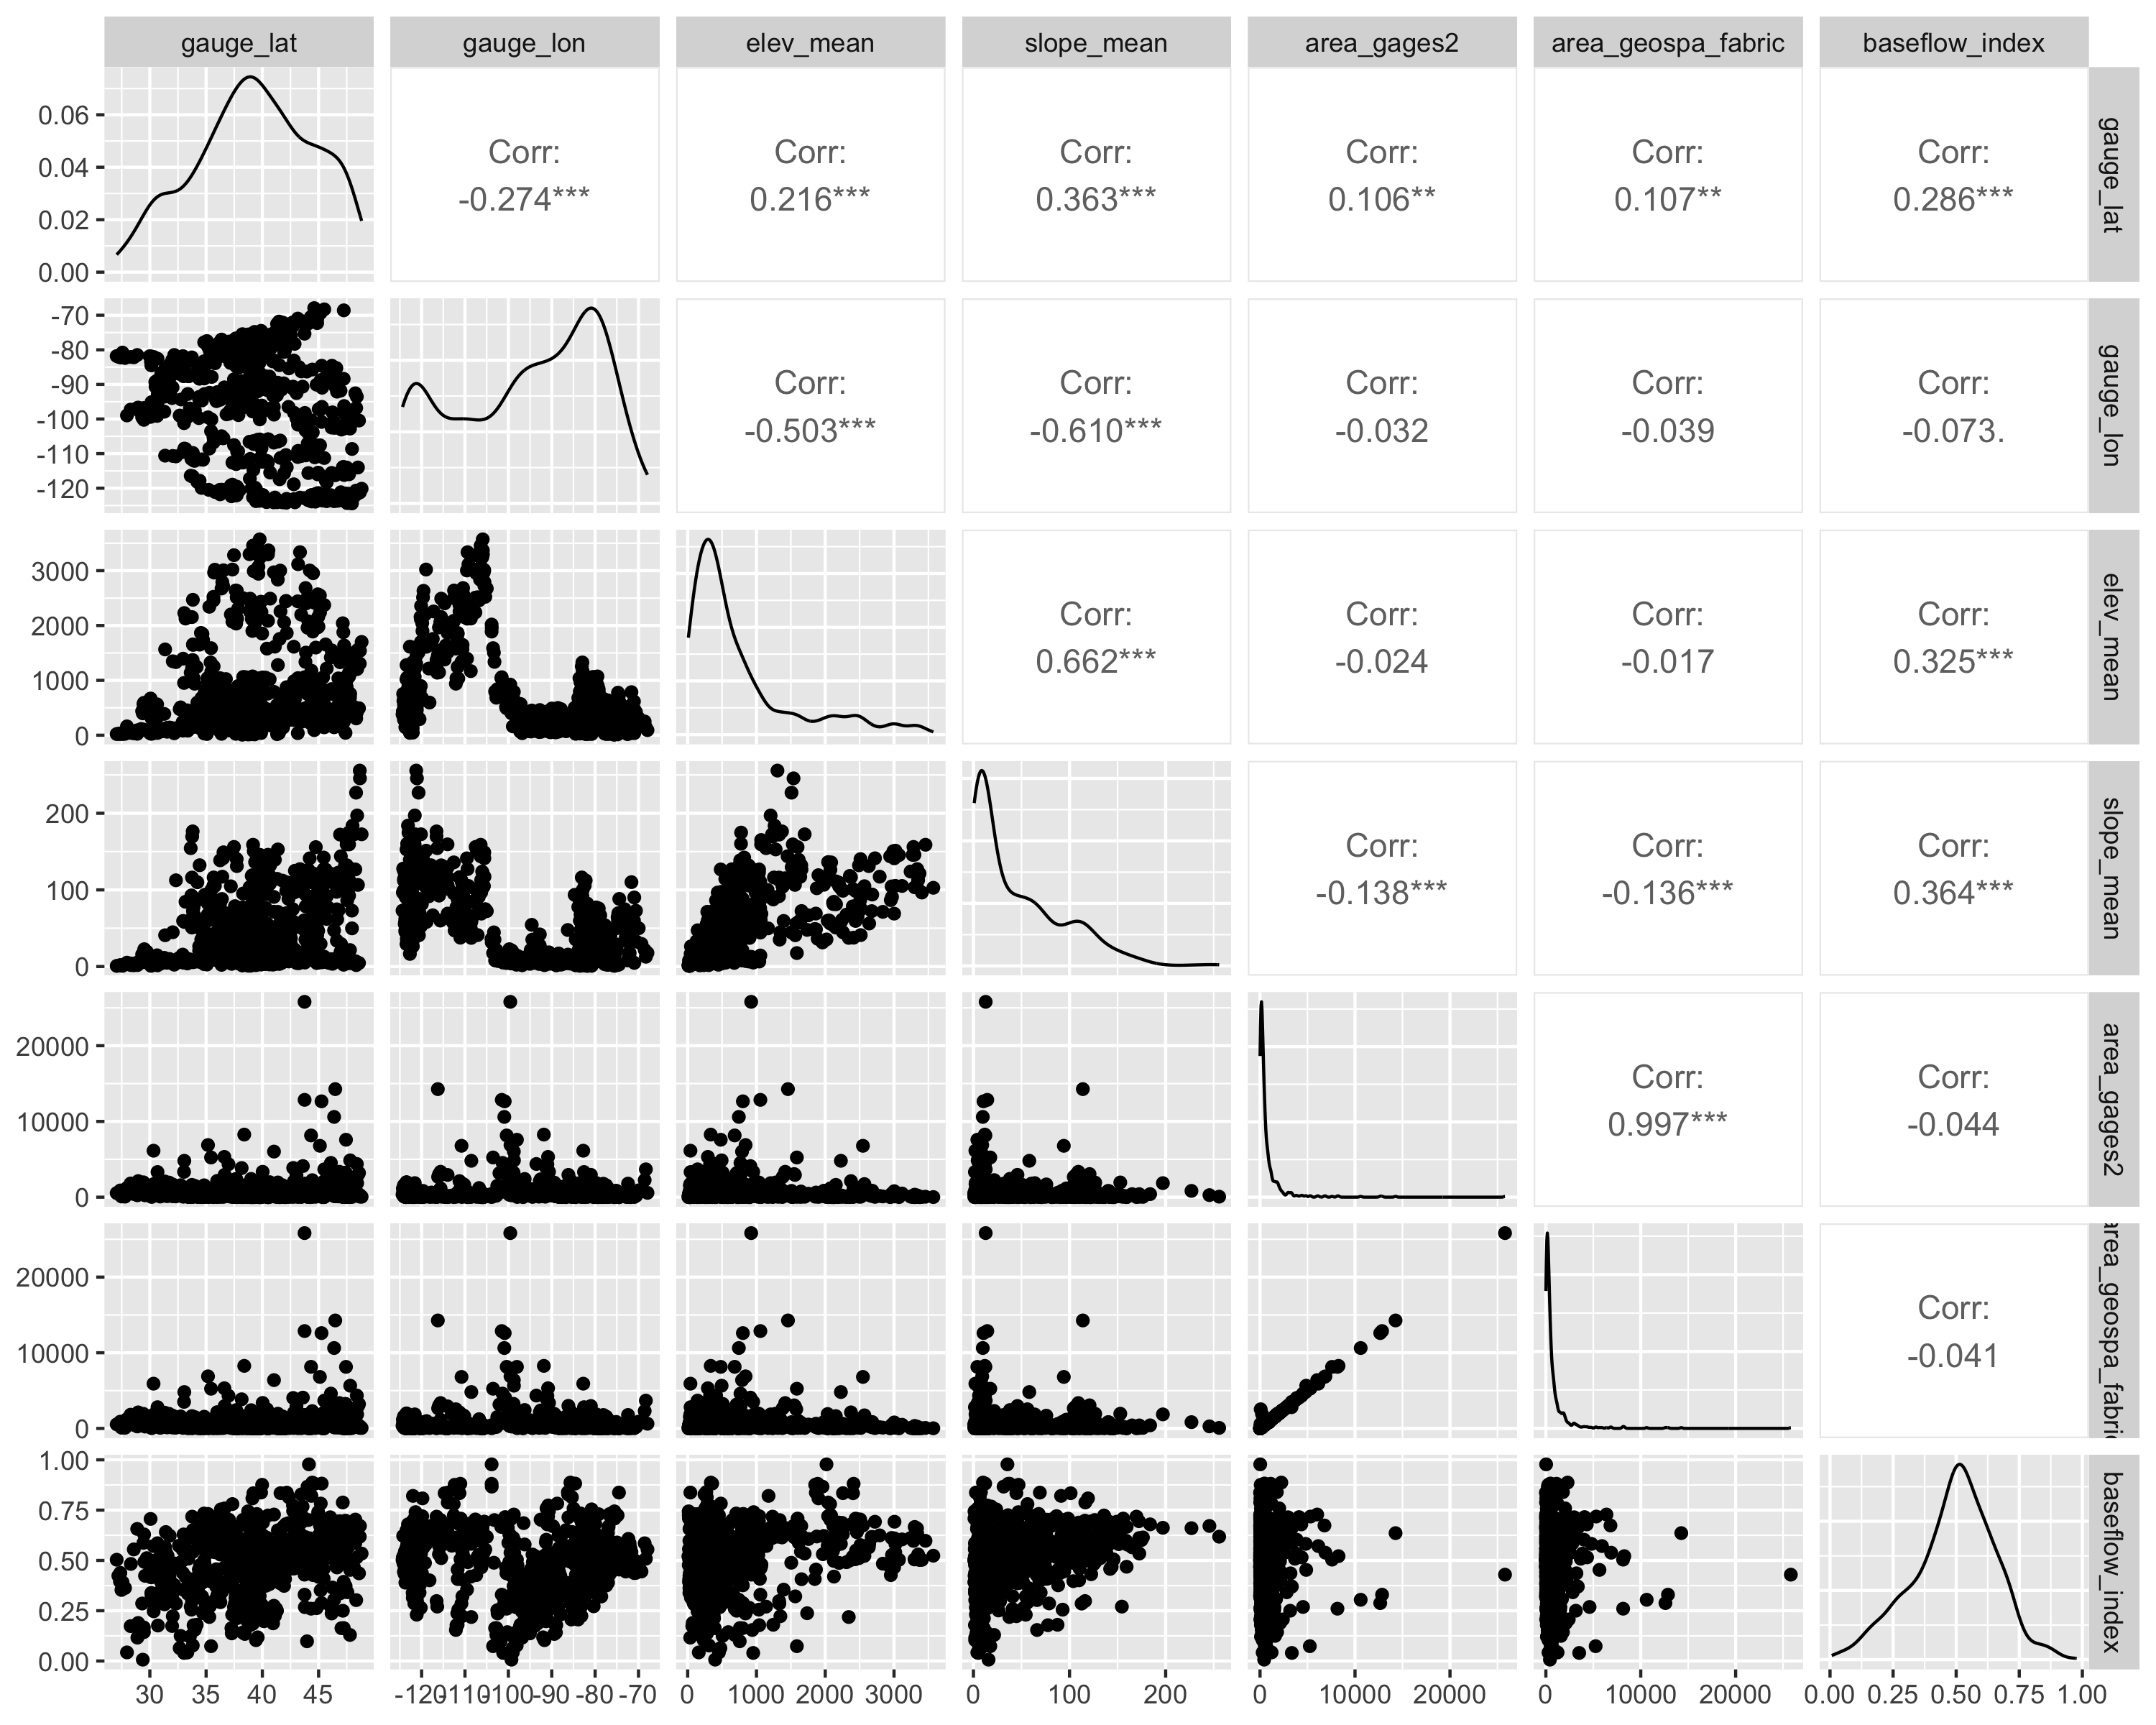 gauge_lat gauge_lon elev_mean slope_mean area_gages2 area_geospa_fabric baseflow_index
0.06
0.04
0.02
0.00
Corr:
-0.274***
Corr:
0.216***
Corr:
0.363***
Corr:
0.106**
Corr:
0.107**
Corr:
0.286***
gauge_lat
-70
-80
-90
-100
-110
-120
Corr:
-0.503***
Corr:
-0.610***
Corr:
-0.032
Corr:
-0.039
Corr:
-0.073.
gauge_lon
3000
2000
1000
0
Corr:
0.662***
Corr:
-0.024
Corr:
-0.017
Corr:
0.325***
elev_mean
200
100
0
Corr:
-0.138***
Corr:
-0.136***
Corr:
0.364***
slope_mean
20000
10000
0
Corr:
0.997***
Corr:
-0.044
area_gages2
20000
10000
0
Corr:
-0.041
area_geospa_fabric
1.00
0.75
0.50
0.25
0.00
baseflow_index
30 35 40 45 -120 -110 -100 -90 -80 -70 0 1000 2000 3000 0 100 200 0 10000 20000 0 10000 20000 0.00 0.25 0.50 0.75 1.00